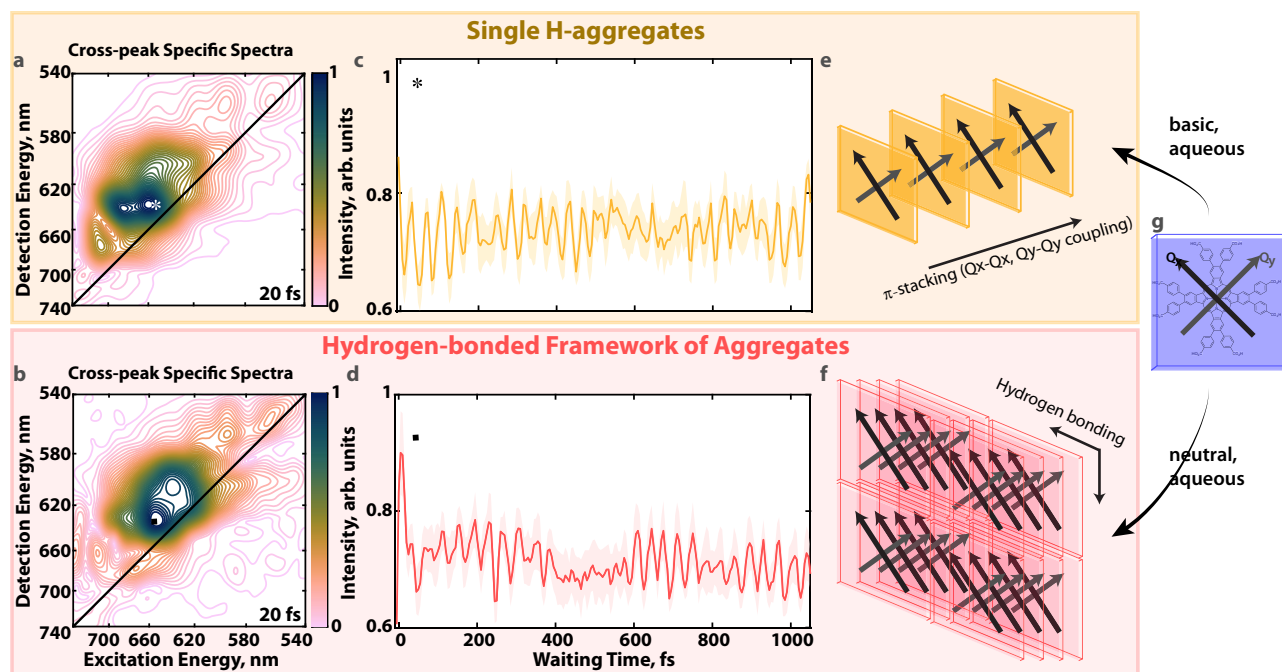 Single H-aggregates
a
Cross-peak Specific Spectra
540
580
620
660
700
740
Detection Energy, nm
*
20 fs
1
0
Intensity, arb. units
c
1
0.8
0.6
*
e
π-stacking (Qx-Qx, Qy-Qy coupling)
basic,
aqueous
g
Qy
HO₂C
CO₂H
Hydrogen-bonded Framework of Aggregates
b
Cross-peak Specific Spectra
540
580
620
660
700
740
Detection Energy, nm
20 fs
700
660
620
580
540
Excitation Energy, nm
1
0
Intensity, arb. units
d
1
0.8
0.6
0
200
400
600
800
1000
Waiting Time, fs
f
Hydrogen bonding
neutral,
aqueous